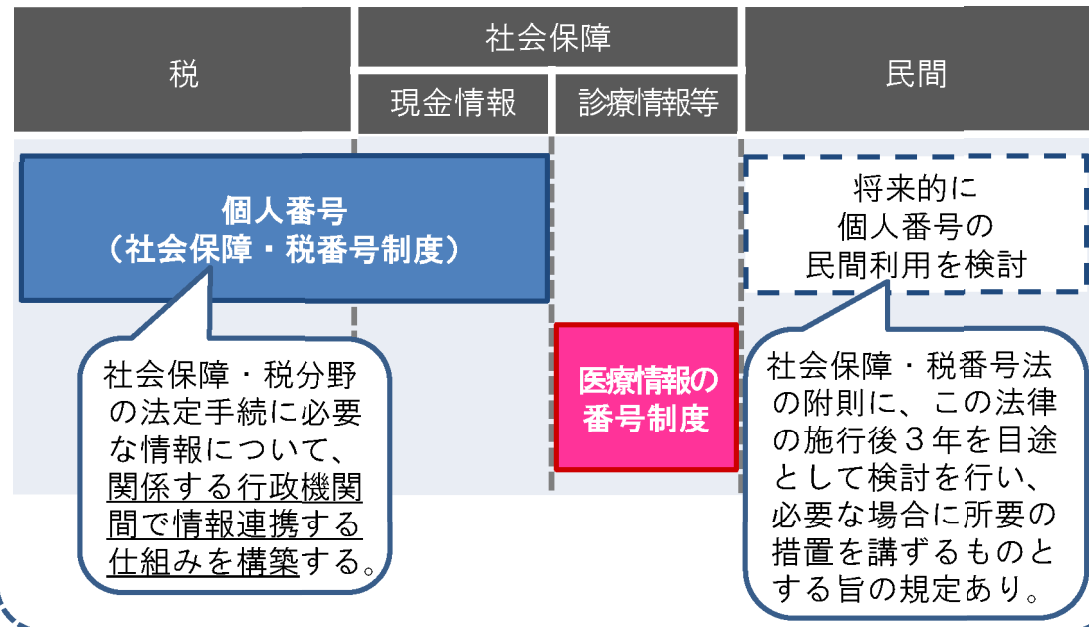 税
社会保障
現金情報
診療情報等
民間
個人番号
（社会保障・税番号制度）
将来的に
個人番号の
民間利用を検討
医療情報の
番号制度
社会保障・税分野
の法定手続に必要
な情報について、
関係する行政機関
間で情報連携する
仕組みを構築する。
社会保障・税番号法
の附則に、この法律
の施行後３年を目途
として検討を行い、
必要な場合に所要の
措置を講ずるものと
する旨の規定あり。